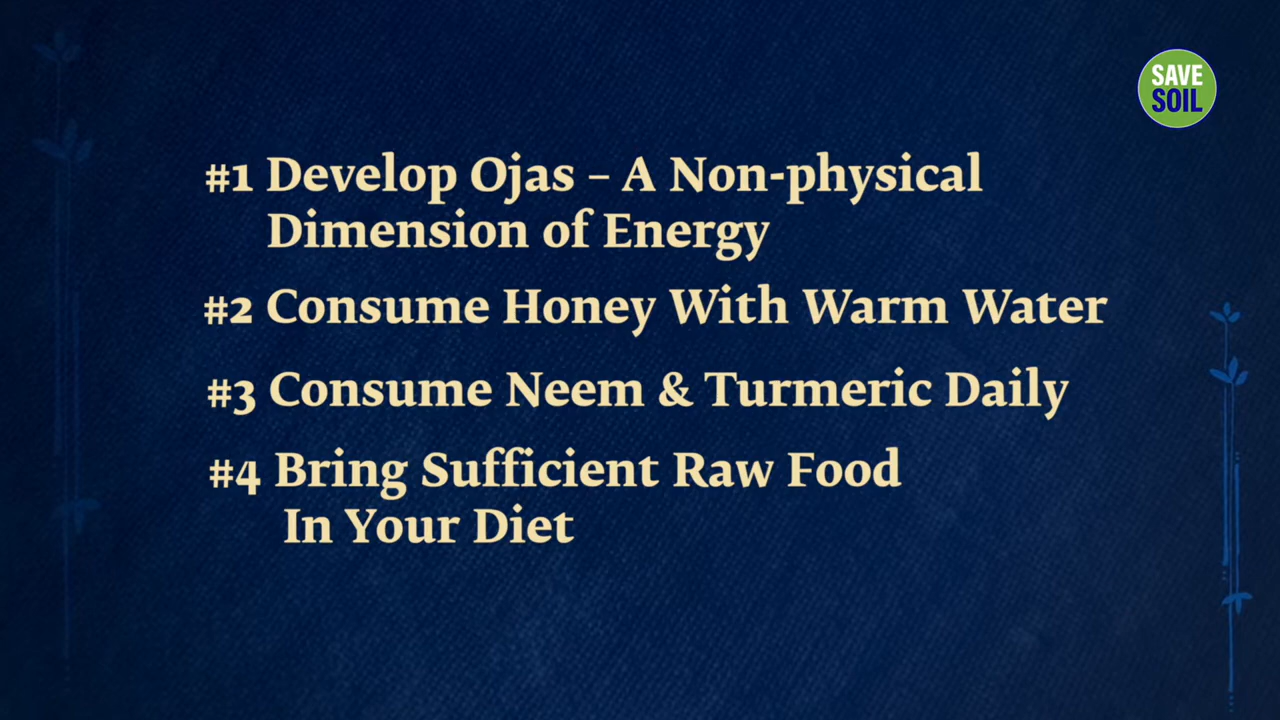 SAVE
SOIL
#1 Develop Ojas – A Non-physical
Dimension of Energy
#2 Consume Honey With Warm Water
#3 Consume Neem & Turmeric Daily
#4 Bring Sufficient Raw Food
In Your Diet